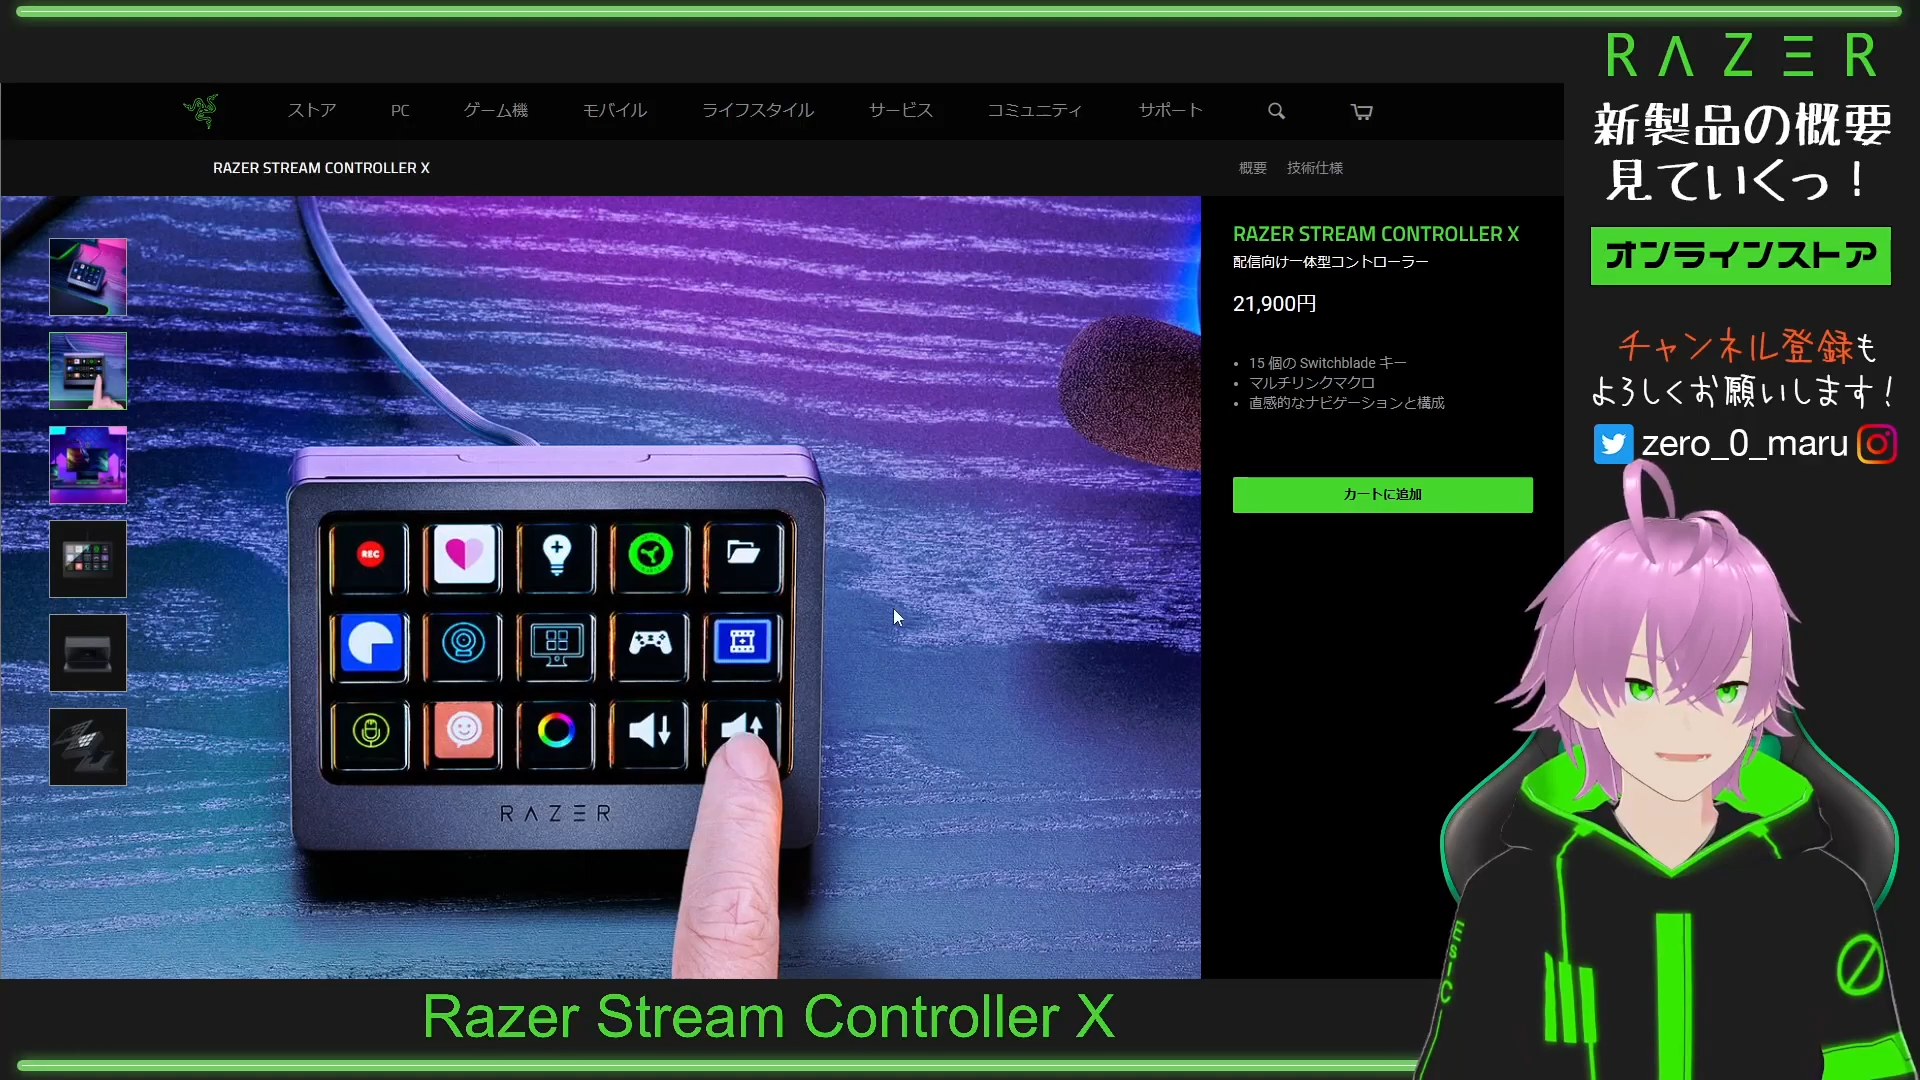 ストア PC ゲーム機 モバイル ライフスタイル サービス コミュニティ サポート
RAZER STREAM CONTROLLER X
概要 技術仕様
RAZER STREAM CONTROLLER X
配信向け一体型コントローラー
21,900円
15 個の Switchblade キー
マルチリンクマクロ
直感的なナビゲーションと構成
カートに追加
REC
RAZER
Razer Stream Controller X
RAZER
新製品の概要
見ていくっ!
オンラインストア
チャンネル登録も
よろしくお願いします!
zero_0_maru
ESIC